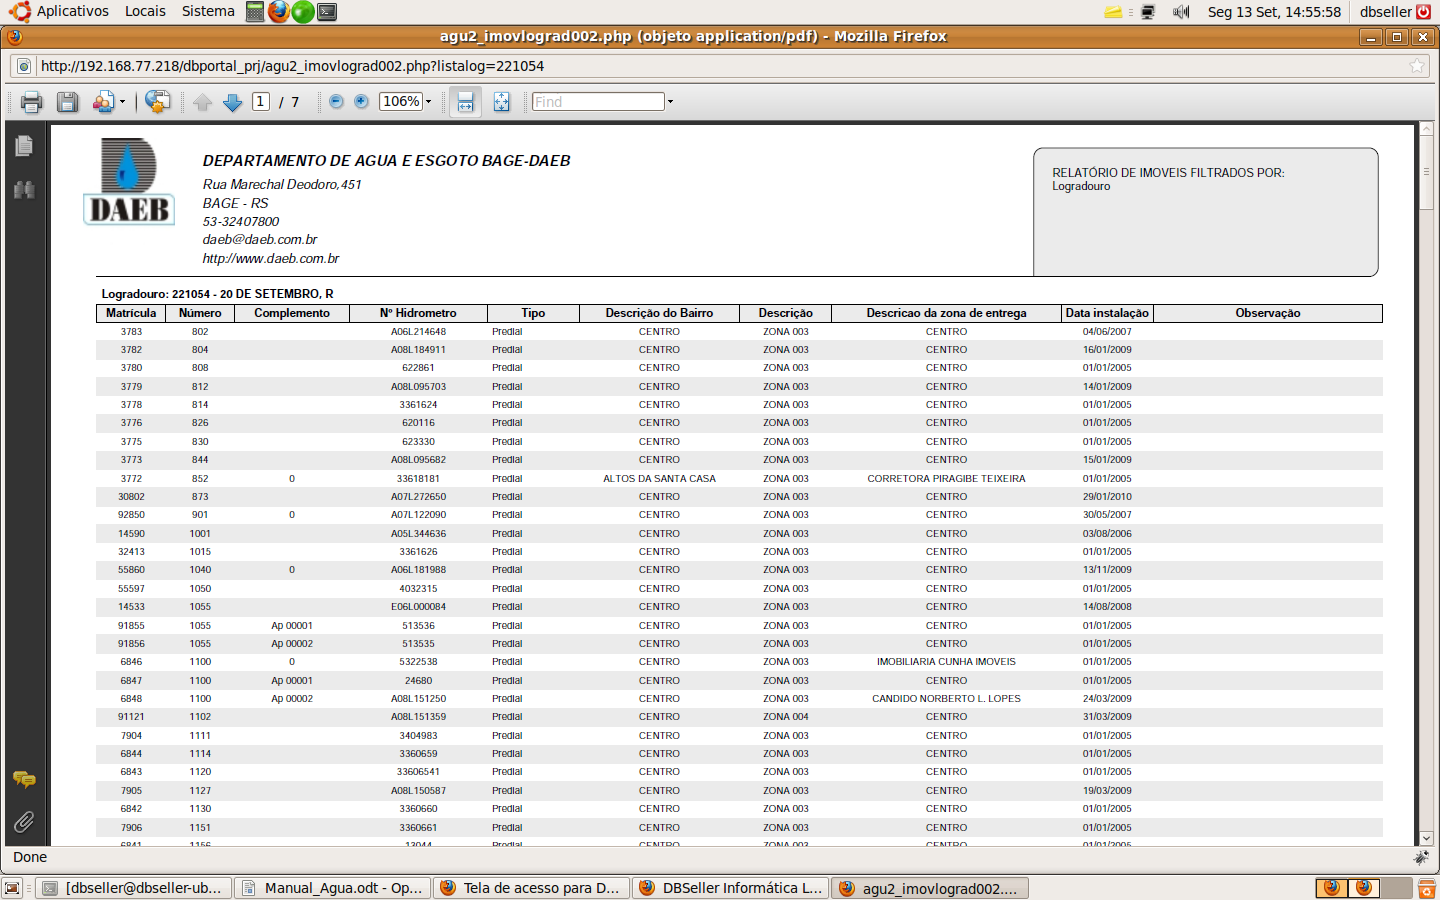 Aplicativos Locais Sistema Seg 13 Set, 14:55:58 dbseller
agu2_imovlograd002.php (objeto application/pdf) - Mozilla Firefox
http://192.168.77.218/dbportal_prj/agu2_imovlograd002.php?listalog=221054
1 / 7 106% Find
DAEB
DEPARTAMENTO DE AGUA E ESGOTO BAGE-DAEB
Rua Marechal Deodoro,451
BAGE - RS
53-32407800
daeb@daeb.com.br
http://www.daeb.com.br
RELATÓRIO DE IMOVEIS FILTRADOS POR:
Logradouro
Logradouro: 221054 - 20 DE SETEMBRO, R
Matrícula Número Complemento Nº Hidrometro Tipo Descrição do Bairro Descrição Descricao da zona de entrega Data instalação Observação
3783 802 A06L214648 Predial CENTRO ZONA 003 CENTRO 04/06/2007
3782 804 A08L184911 Predial CENTRO ZONA 003 CENTRO 16/01/2009
3780 808 622861 Predial CENTRO ZONA 003 CENTRO 01/01/2005
3779 812 A08L095703 Predial CENTRO ZONA 003 CENTRO 14/01/2009
3778 814 3361624 Predial CENTRO ZONA 003 CENTRO 01/01/2005
3776 826 620116 Predial CENTRO ZONA 003 CENTRO 01/01/2005
3775 830 623330 Predial CENTRO ZONA 003 CENTRO 01/01/2005
3773 844 A08L095682 Predial CENTRO ZONA 003 CENTRO 15/01/2009
3772 852 0 33618181 Predial ALTOS DA SANTA CASA ZONA 003 CORRETORA PIRAGIBE TEIXEIRA 01/01/2005
30802 873 A07L272650 Predial CENTRO ZONA 003 CENTRO 29/01/2010
92850 901 0 A07L122090 Predial CENTRO ZONA 003 CENTRO 30/05/2007
14590 1001 A05L344636 Predial CENTRO ZONA 003 CENTRO 03/08/2006
32413 1015 3361626 Predial CENTRO ZONA 003 CENTRO 01/01/2005
55860 1040 0 A06L181988 Predial CENTRO ZONA 003 CENTRO 13/11/2009
55597 1050 4032315 Predial CENTRO ZONA 003 CENTRO 01/01/2005
14533 1055 E06L000084 Predial CENTRO ZONA 003 CENTRO 14/08/2008
91855 1055 Ap 00001 513536 Predial CENTRO ZONA 003 CENTRO 01/01/2005
91856 1055 Ap 00002 513535 Predial CENTRO ZONA 003 CENTRO 01/01/2005
6846 1100 0 5322538 Predial CENTRO ZONA 003 IMOBILIARIA CUNHA IMOVEIS 01/01/2005
6847 1100 Ap 00001 24680 Predial CENTRO ZONA 003 CENTRO 01/01/2005
6848 1100 Ap 00002 A08L151250 Predial CENTRO ZONA 003 CANDIDO NORBERTO L. LOPES 24/03/2009
91121 1102 A08L151359 Predial CENTRO ZONA 004 CENTRO 31/03/2009
7904 1111 3404983 Predial CENTRO ZONA 003 CENTRO 01/01/2005
6844 1114 3360659 Predial CENTRO ZONA 003 CENTRO 01/01/2005
6843 1120 33606541 Predial CENTRO ZONA 003 CENTRO 01/01/2005
7905 1127 A08L150587 Predial CENTRO ZONA 003 CENTRO 19/03/2009
6842 1130 3360660 Predial CENTRO ZONA 003 CENTRO 01/01/2005
7906 1151 3360661 Predial CENTRO ZONA 003 CENTRO 01/01/2005
6841 1156 13044 Predial CENTRO ZONA 003 CENTRO 01/01/2005
Done
[dbseller@dbseller-ub... Manual_Agua.odt - Op... Tela de acesso para D... DBSeller Informática L... agu2_imovlograd002....